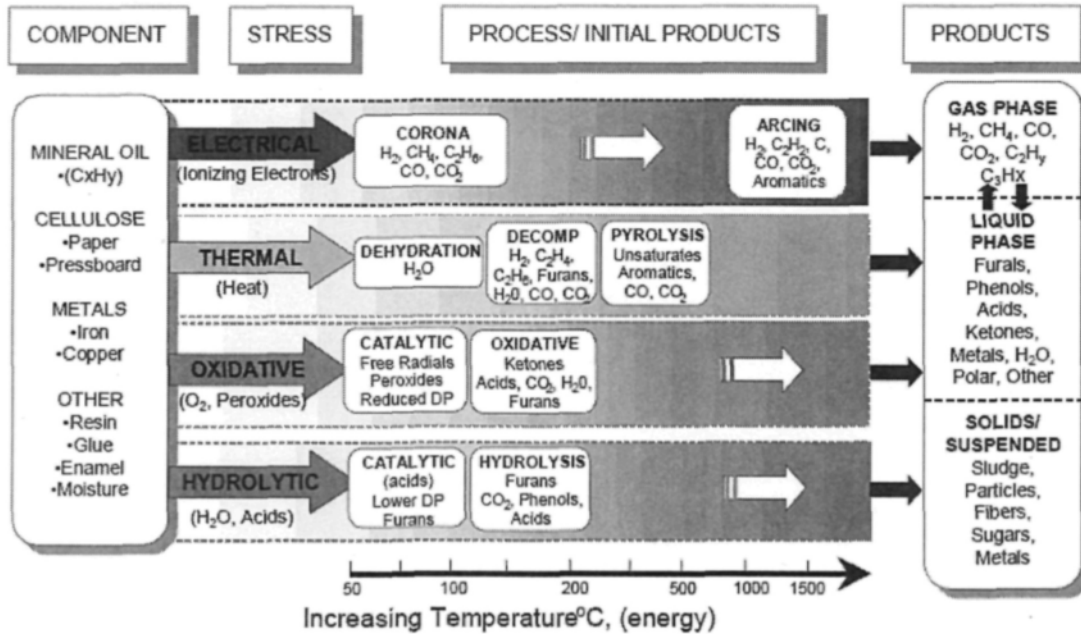 COMPONENT
STRESS
PROCESS/ INITIAL PRODUCTS
PRODUCTS
MINERAL OIL
•(CxHy)
CELLULOSE
•Paper
•Pressboard
METALS
•Iron
•Copper
OTHER
•Resin
•Glue
•Enamel
•Moisture
ELECTRICAL
(Ionizing Electrons)
CORONA
H₂, CH₄, C₂H₆,
CO, CO₂
ARCING
H₂, C₂H₂, C,
CO, CO₂,
Aromatics
THERMAL
(Heat)
DEHYDRATION
H₂O
DECOMP
H₂, C₂H₄,
C₂H₆, Furans,
H₂0, CO, CO₂
PYROLYSIS
Unsaturates
Aromatics,
CO, CO₂
OXIDATIVE
(O₂, Peroxides)
CATALYTIC
Free Radials
Peroxides
Reduced DP
OXIDATIVE
Ketones
Acids, CO₂, H₂0,
Furans
HYDROLYTIC
(H₂O, Acids)
CATALYTIC
(acids)
Lower DP
Furans
HYDROLYSIS
Furans
CO₂, Phenols,
Acids
GAS PHASE
H₂, CH₄, CO,
CO₂, C₂Hy
C₃Hx
LIQUID
PHASE
Furals,
Phenols,
Acids,
Ketones,
Metals, H₂O,
Polar, Other
SOLIDS/
SUSPENDED
Sludge,
Particles,
Fibers,
Sugars,
Metals
50 100 200 500 1000 1500
Increasing Temperature⁰C, (energy)